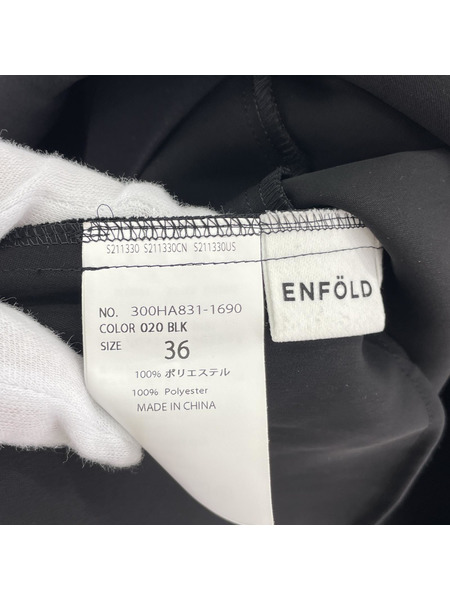 S211330 S211330CN S211330US
NO. 300HA831-1690
COLOR 020 BLK
SIZE 36
100% ポリエステル
100% Polyester
MADE IN CHINA
ENFÖLD